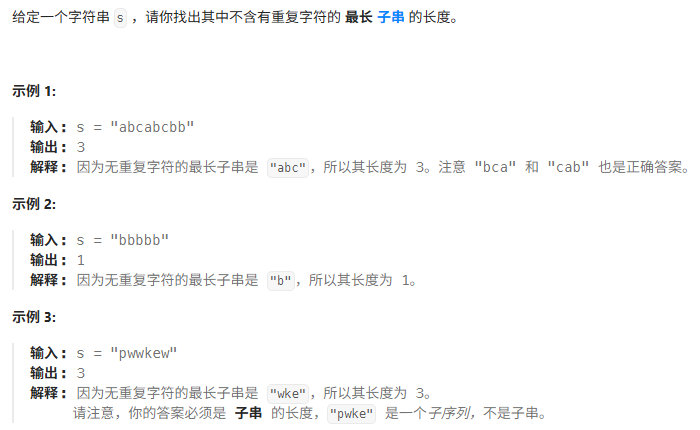 给定一个字符串 s ，请你找出其中不含有重复字符的 最长 子串 的长度。
示例 1:
输入: s = "abcabcbb"
输出: 3
解释: 因为无重复字符的最长子串是 "abc"，所以其长度为 3。注意 "bca" 和 "cab" 也是正确答案。
示例 2:
输入: s = "bbbbb"
输出: 1
解释: 因为无重复字符的最长子串是 "b"，所以其长度为 1。
示例 3:
输入: s = "pwwkew"
输出: 3
解释: 因为无重复字符的最长子串是 "wke"，所以其长度为 3。
请注意，你的答案必须是 子串 的长度，"pwke" 是一个子序列，不是子串。